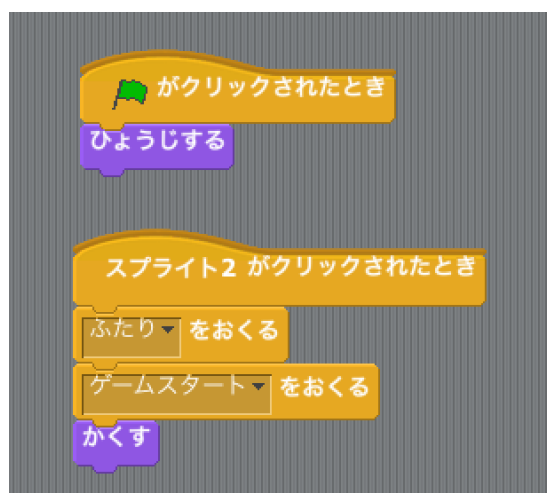 がクリックされたとき
ひょうじする
スプライト2 がクリックされたとき
ふたり をおくる
ゲームスタート をおくる
かくす